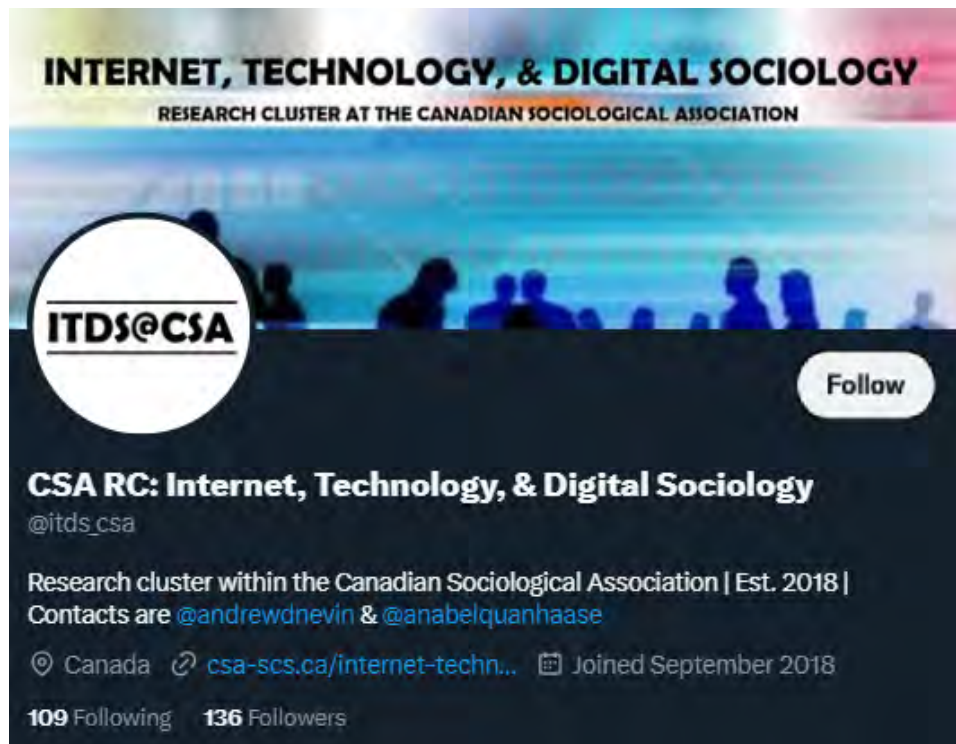 INTERNET, TECHNOLOGY, & DIGITAL SOCIOLOGY
RESEARCH CLUSTER AT THE CANADIAN SOCIOLOGICAL ASSOCIATION
ITDS@CSA
Follow
CSA RC: Internet, Technology, & Digital Sociology
@itds_csa
Research cluster within the Canadian Sociological Association | Est. 2018 |
Contacts are @andrewdnevin & @anabelquanhaase
Canada csa-scs.ca/internet-techn... Joined September 2018
109 Following 136 Followers